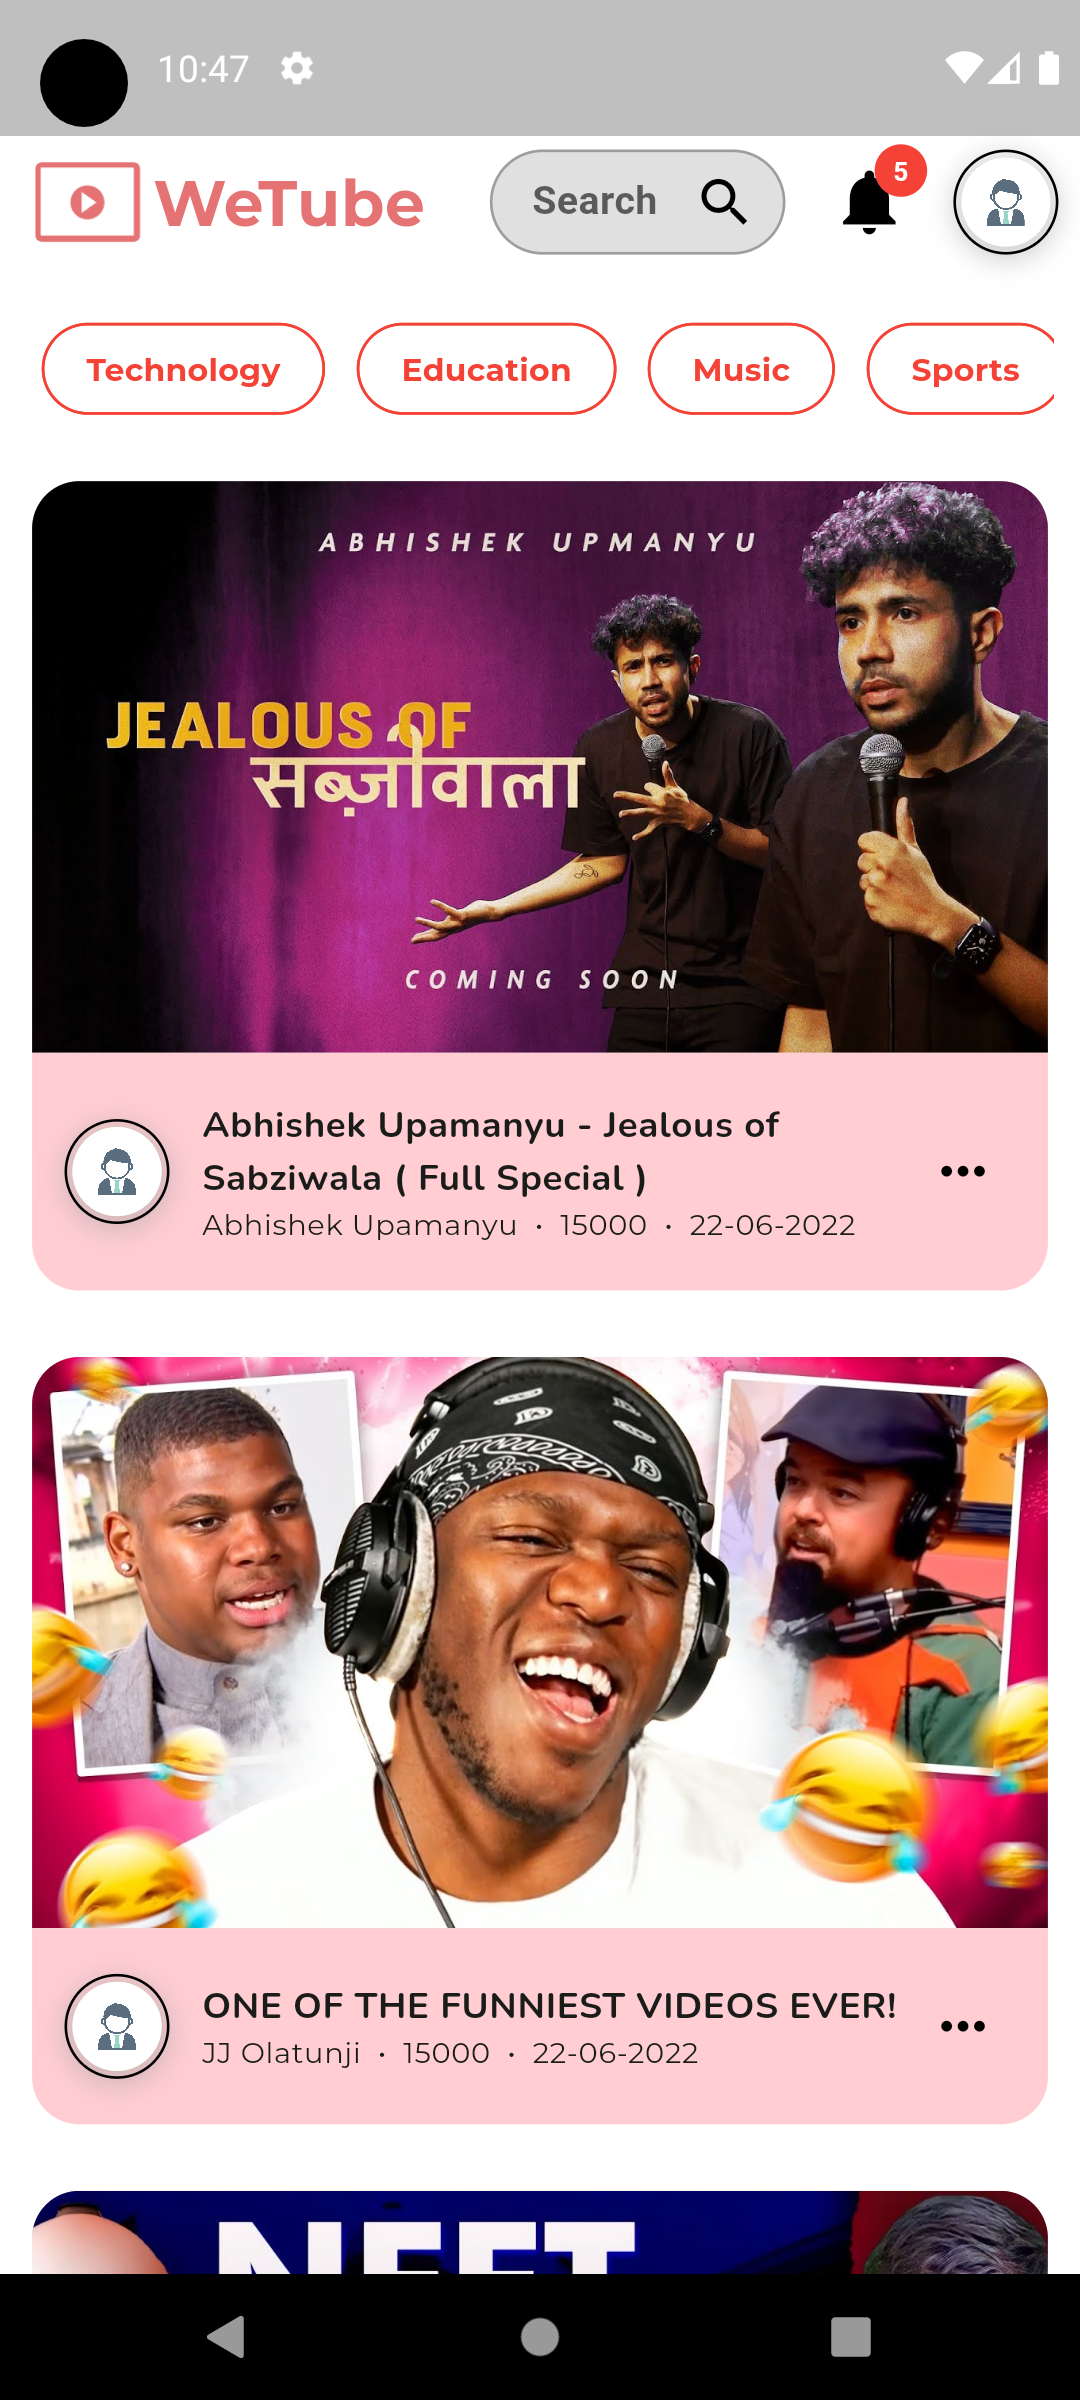 10:47
WeTube
Search
5
Technology
Education
Music
Sports
ABHISHEK UPMANYU
JEALOUS OF
सब्ज़ीवाला
COMING SOON
Abhishek Upamanyu - Jealous of
Sabziwala ( Full Special )
Abhishek Upamanyu • 15000 • 22-06-2022
ONE OF THE FUNNIEST VIDEOS EVER!
JJ Olatunji • 15000 • 22-06-2022
NEET